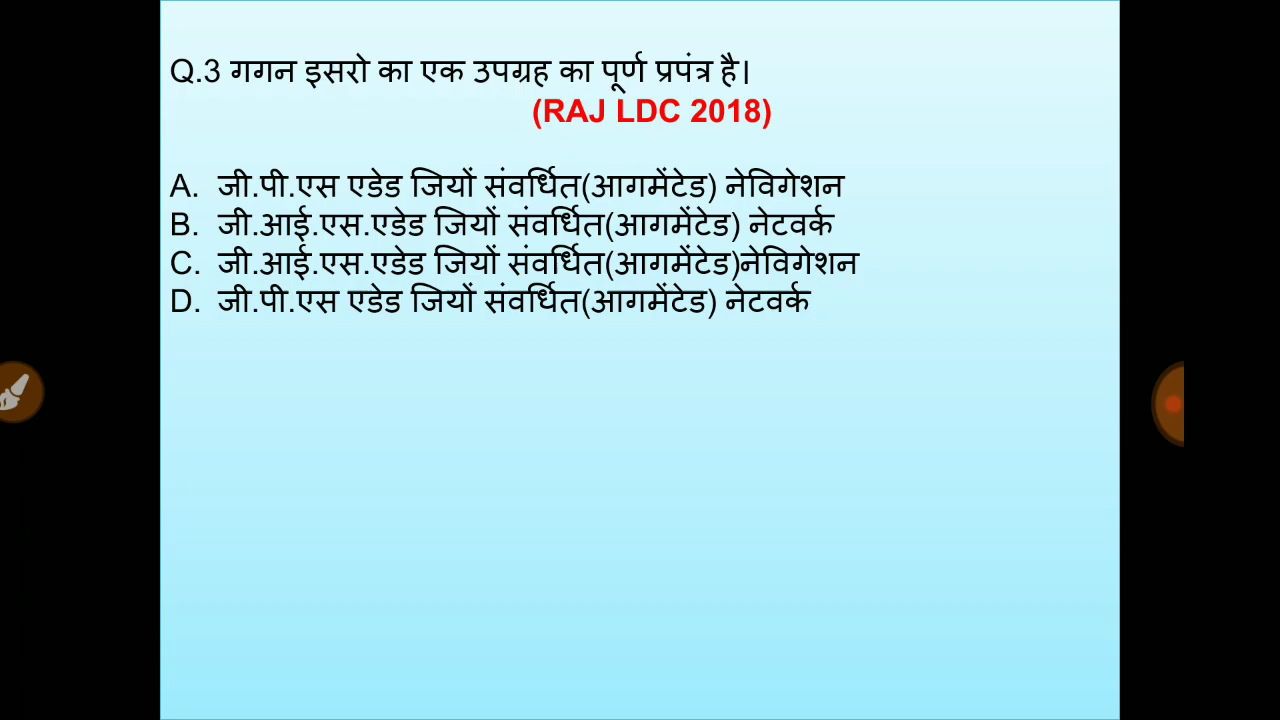 Q.3 गगन इसरो का एक उपग्रह का पूर्ण प्रपंत्र है।
(RAJ LDC 2018)
A. जी.पी.एस एडेड जियों संवर्धित(आगमेंटेड) नेविगेशन
B. जी.आई.एस.एडेड जियों संवर्धित(आगमेंटेड) नेटवर्क
C. जी.आई.एस.एडेड जियों संवर्धित(आगमेंटेड)नेविगेशन
D. जी.पी.एस एडेड जियों संवर्धित(आगमेंटेड) नेटवर्क